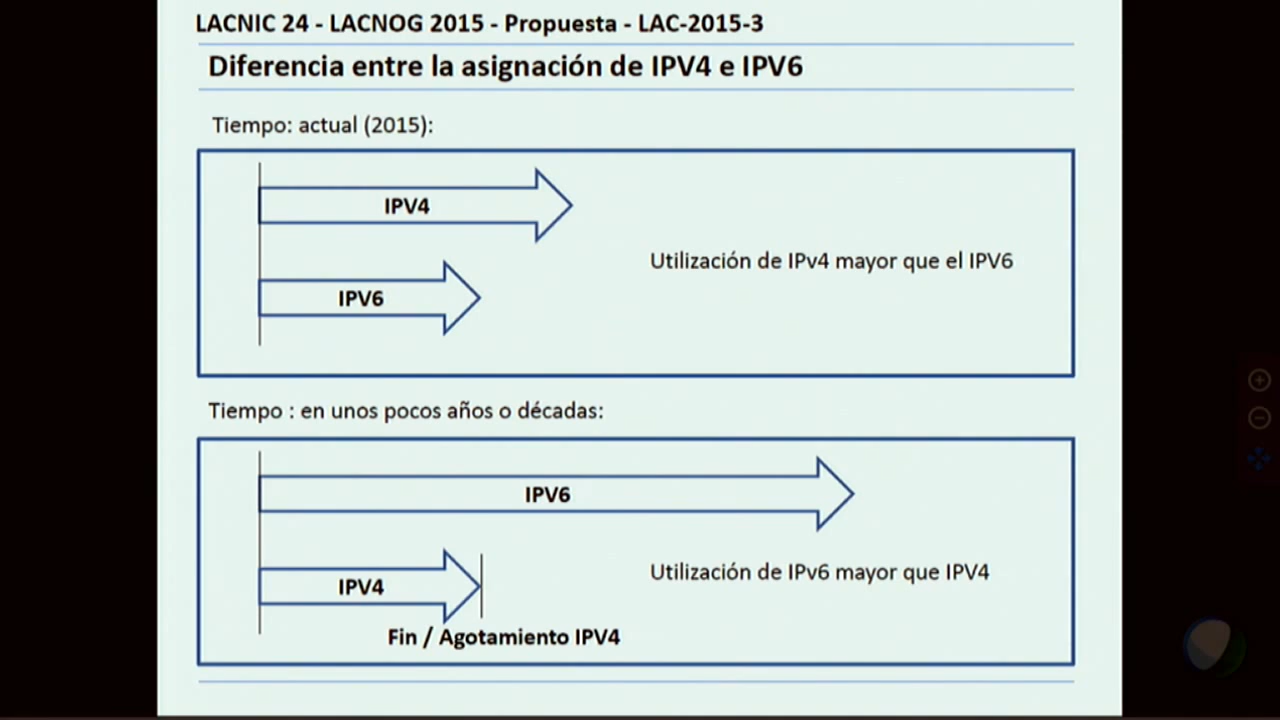 LACNIC 24 - LACNOG 2015 - Propuesta - LAC-2015-3
Diferencia entre la asignación de IPV4 e IPV6
Tiempo: actual (2015):
IPV4
Utilización de IPv4 mayor que el IPV6
IPV6
Tiempo : en unos pocos años o décadas:
IPV6
Utilización de IPv6 mayor que IPV4
IPV4
Fin / Agotamiento IPV4